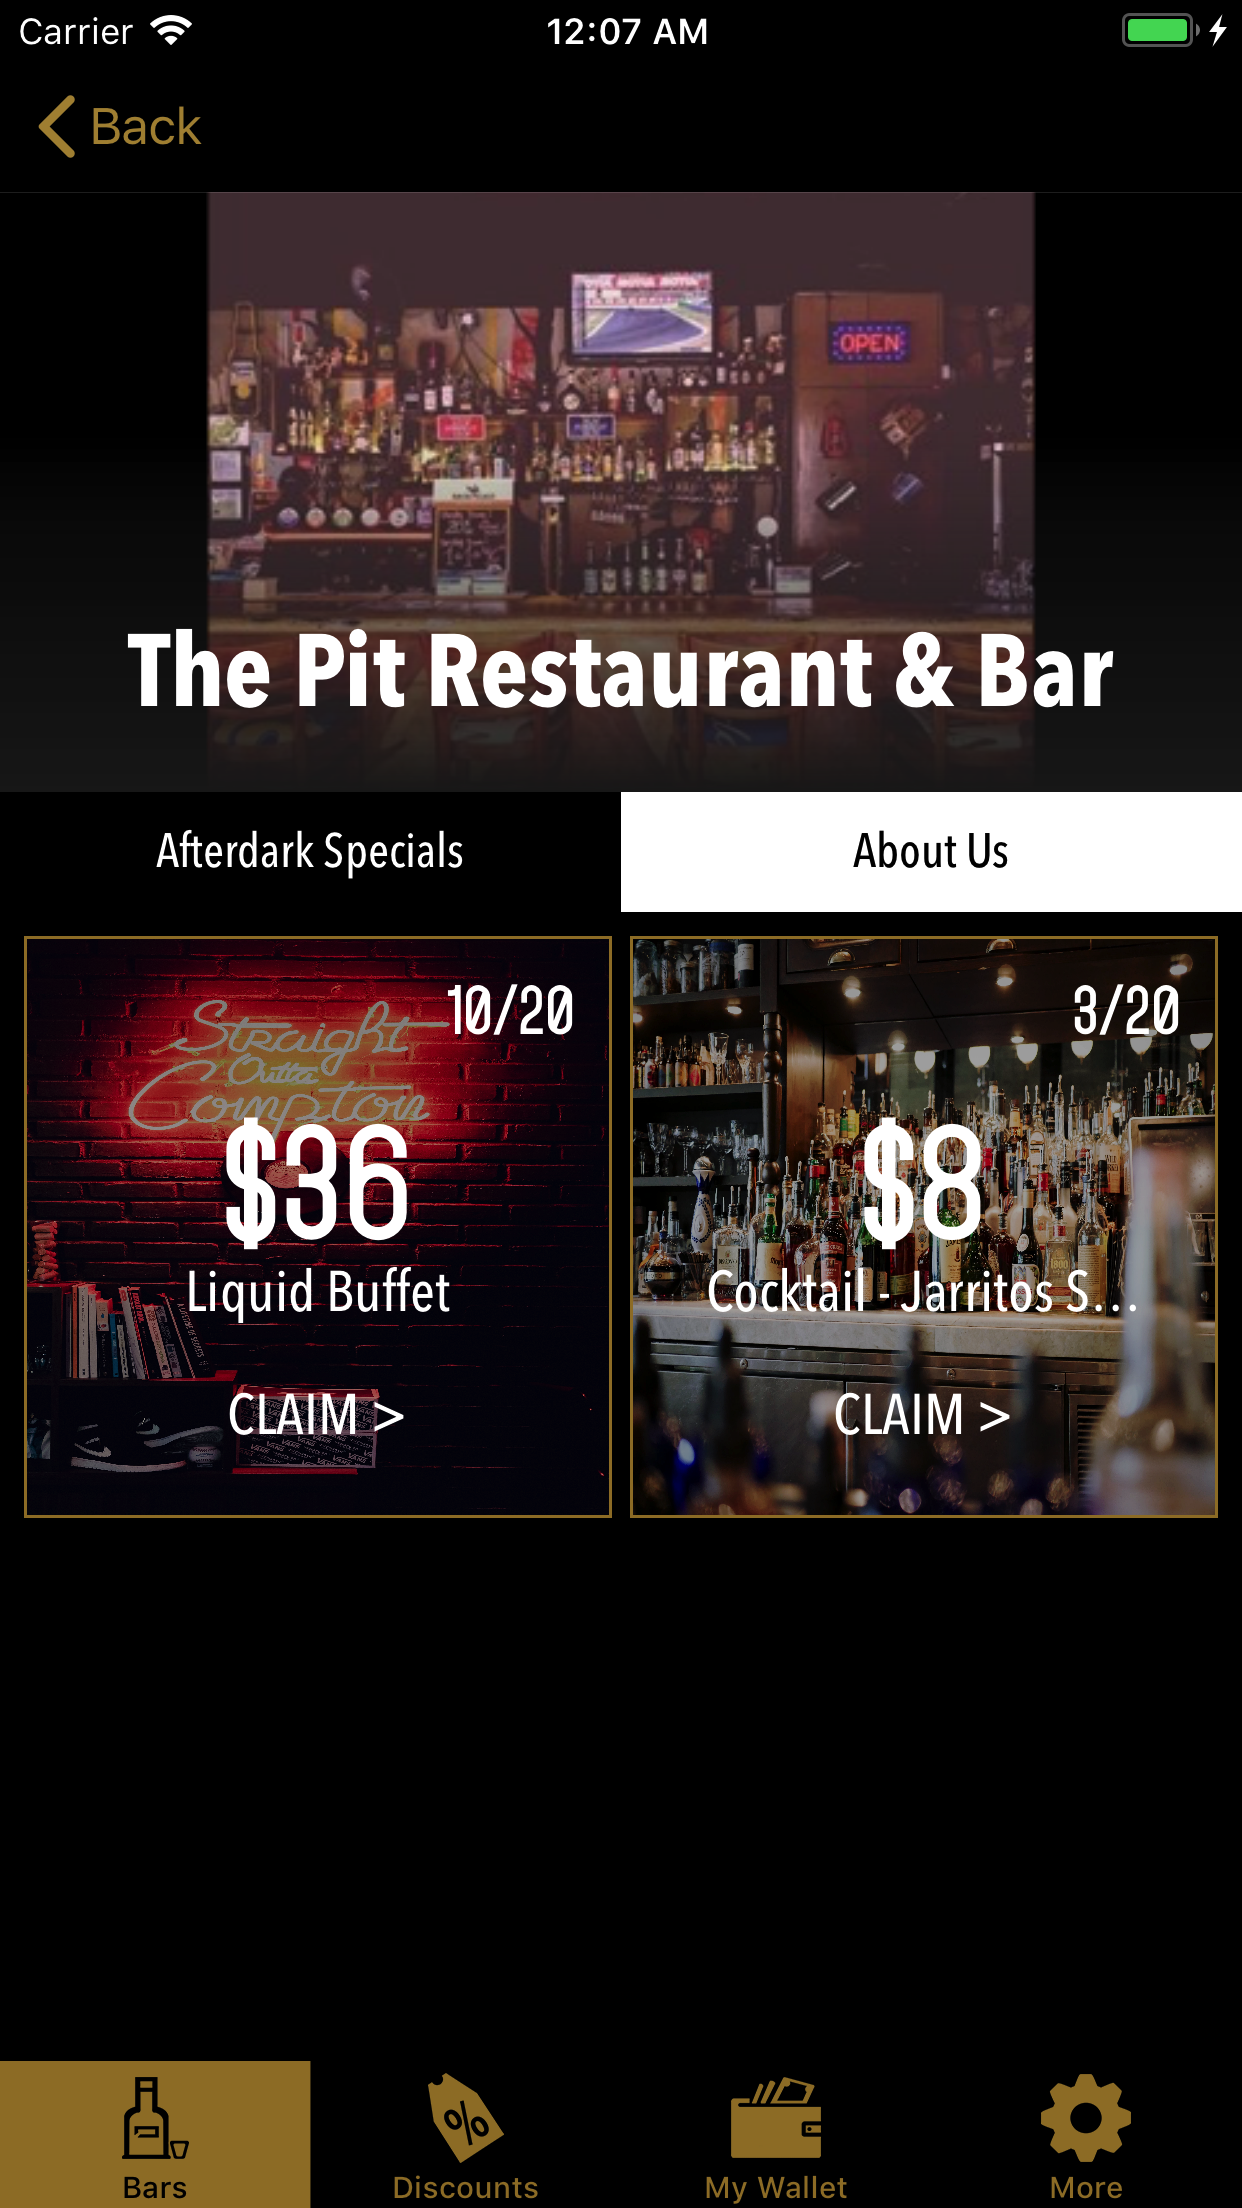 Carrier 12:07 AM
Back
OPEN
The Pit Restaurant & Bar
Afterdark Specials About Us
10/20
Straight
Outta
Compton
$36
Liquid Buffet
CLAIM >
3/20
$8
Cocktail - Jarritos S...
CLAIM >
Bars Discounts My Wallet More